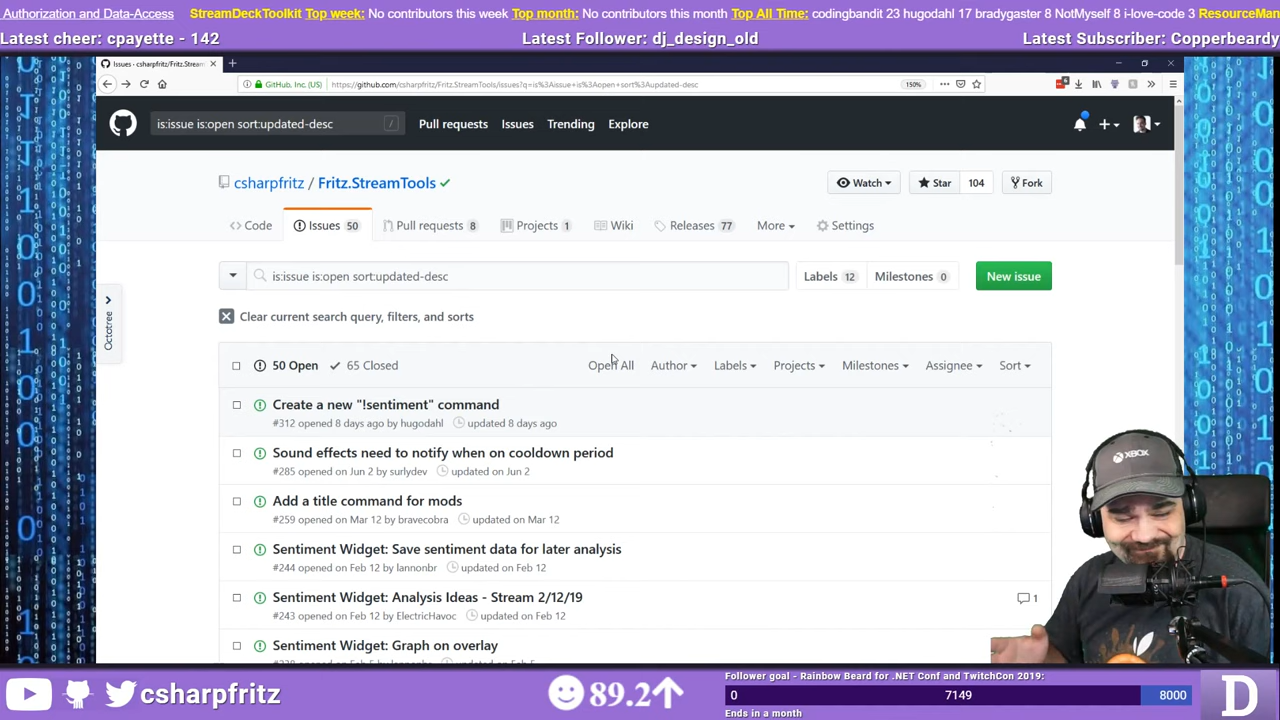 Authorization and Data-Access StreamDeckToolkit Top week: No contributors this week Top month: No contributors this month Top All Time: codingbandit 23 hugodahl 17 bradygaster 8 NotMyself 8 i-love-code 3 ResourceMan
Latest cheer: cpayette - 142 Latest Follower: dj_design_old Latest Subscriber: Copperbeardy
Issues · csharpfritz/Fritz.Stream
GitHub, Inc. (US) https://github.com/csharpfritz/Fritz.StreamTools/issues?q=is%3Aissue+is%3Aopen+sort%3Aupdated-desc 150%
is:issue is:open sort:updated-desc / Pull requests Issues Trending Explore
csharpfritz / Fritz.StreamTools Watch Star 104 Fork
Code Issues 50 Pull requests 8 Projects 1 Wiki Releases 77 More Settings
is:issue is:open sort:updated-desc Labels 12 Milestones 0 New issue
Octotree
Clear current search query, filters, and sorts
50 Open 65 Closed Open All Author Labels Projects Milestones Assignee Sort
Create a new "!sentiment" command
#312 opened 8 days ago by hugodahl updated 8 days ago
Sound effects need to notify when on cooldown period
#285 opened on Jun 2 by surlydev updated on Jun 2
Add a title command for mods
#259 opened on Mar 12 by bravecobra updated on Mar 12
Sentiment Widget: Save sentiment data for later analysis
#244 opened on Feb 12 by lannonbr updated on Feb 12
Sentiment Widget: Analysis Ideas - Stream 2/12/19 1
#243 opened on Feb 12 by ElectricHavoc updated on Feb 12
Sentiment Widget: Graph on overlay
XBOX
csharpfritz 89.2
Follower goal - Rainbow Beard for .NET Conf and TwitchCon 2019:
0 7149 8000
Ends in a month
D